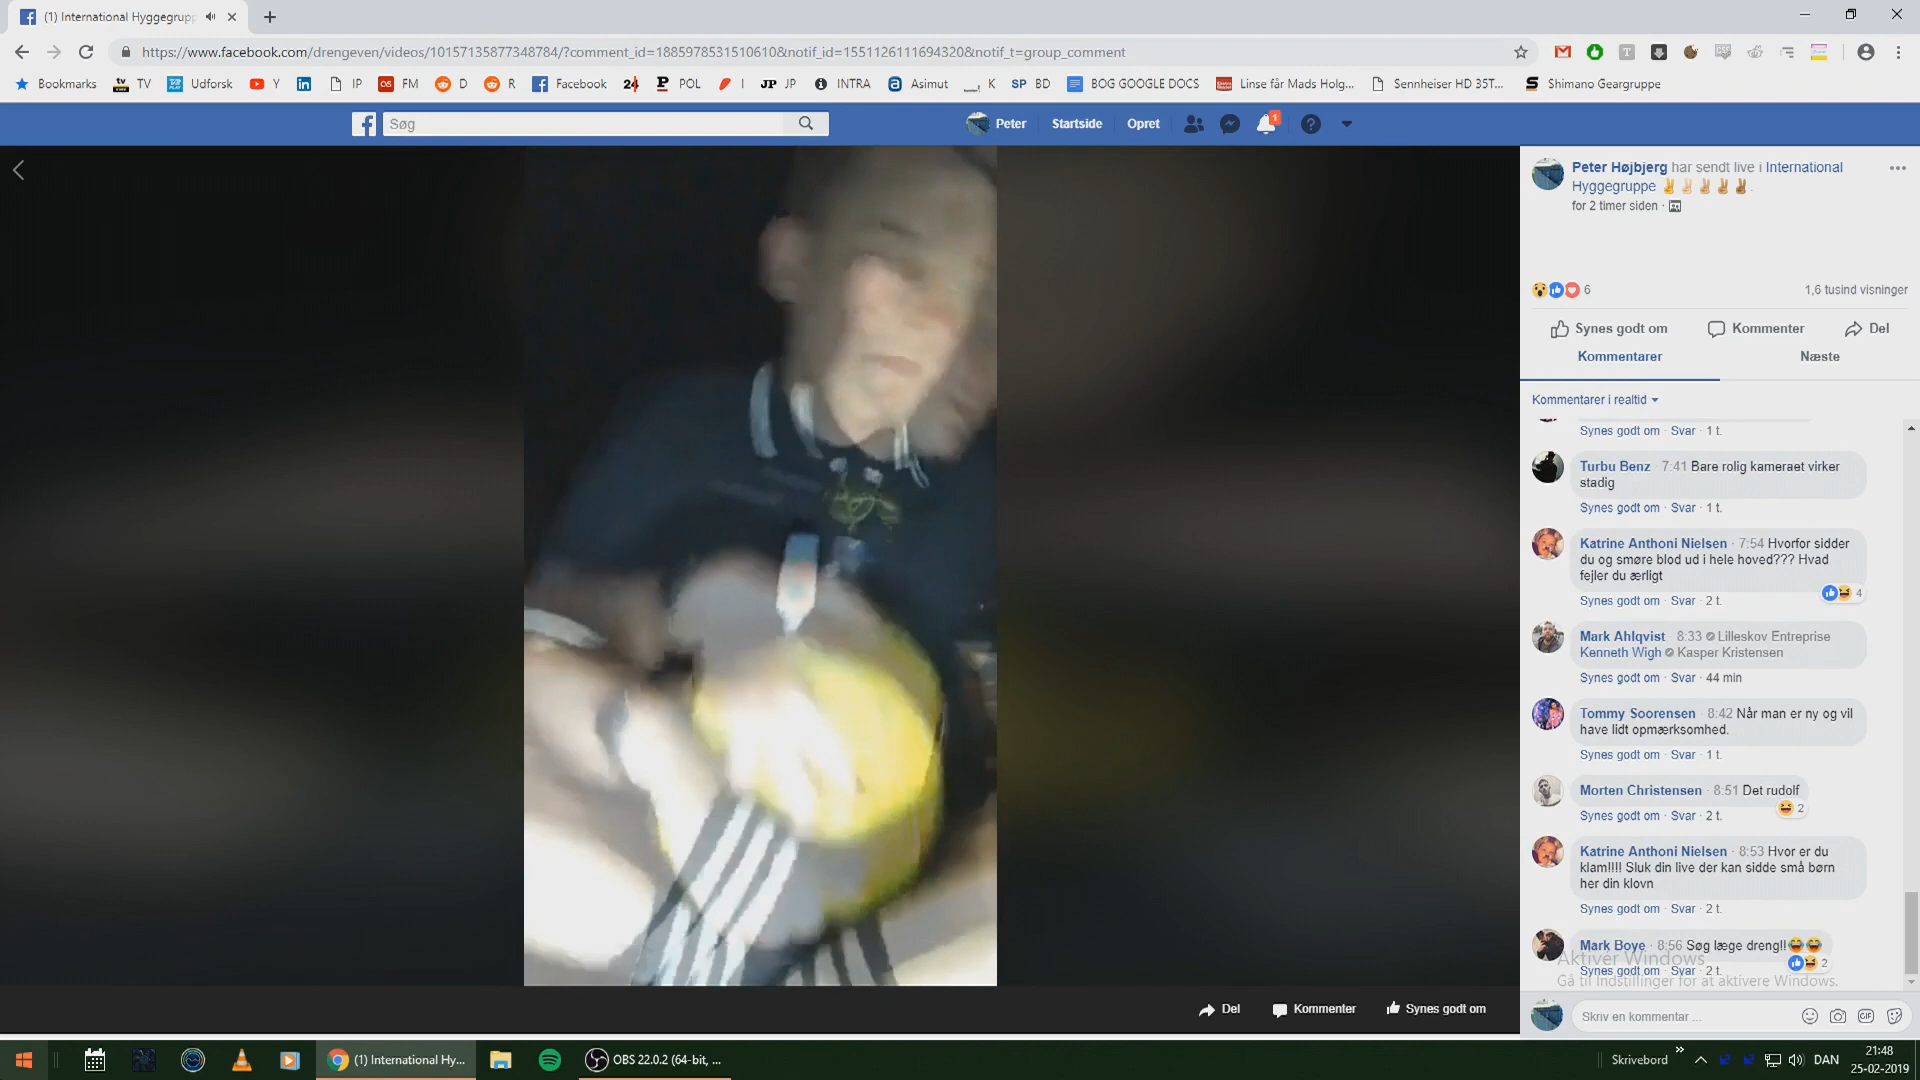 (1) International Hyggegrupp
https://www.facebook.com/drengeven/videos/10157135877348784/?comment_id=1885978531510610&notif_id=1551126111694320&notif_t=group_comment
Bookmarks TV Udforsk Y IP FM D R Facebook 24 POL I JP JP INTRA Asimut K SP BD BOG GOOGLE DOCS Linse får Mads Holg... Sennheiser HD 35T... Shimano Geargruppe
Søg
Peter Startside Opret 1
Peter Højbjerg har sendt live i International
Hyggegruppe ✌️✌🏻✌🏼✌🏽✌🏾.
for 2 timer siden ·
6 1,6 tusind visninger
Synes godt om Kommenter Del
Kommentarer Næste
Kommentarer i realtid
Synes godt om · Svar · 1 t.
Turbu Benz · 7:41 Bare rolig kameraet virker
stadig
Synes godt om · Svar · 1 t.
Katrine Anthoni Nielsen · 7:54 Hvorfor sidder
du og smøre blod ud i hele hoved??? Hvad
fejler du ærligt
4
Synes godt om · Svar · 2 t.
Mark Ahlqvist · 8:33 Lilleskov Entreprise
Kenneth Wigh Kasper Kristensen
Synes godt om · Svar · 44 min
Tommy Soorensen · 8:42 Når man er ny og vil
have lidt opmærksomhed.
Synes godt om · Svar · 1 t.
Morten Christensen · 8:51 Det rudolf
2
Synes godt om · Svar · 2 t.
Katrine Anthoni Nielsen · 8:53 Hvor er du
klam!!!! Sluk din live der kan sidde små børn
her din klovn
Synes godt om · Svar · 2 t.
Mark Boye · 8:56 Søg læge dreng!!😂😂
2
Synes godt om · Svar · 2 t.
Aktiver Windows
Gå til Indstillinger for at aktivere Windows.
Del Kommenter Synes godt om
Skriv en kommentar ...
GIF
(1) International Hy... OBS 22.0.2 (64-bit, ...
Skrivebord » DAN 21:48
25-02-2019